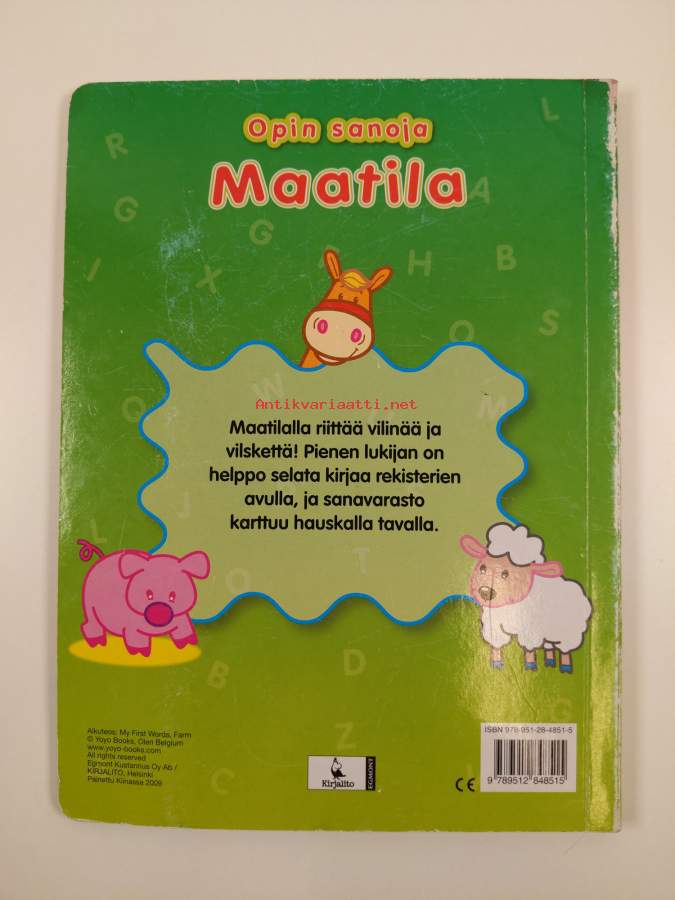 Opin sanoja
Maatila
L
R
G
A
G
G
H
B
I
X
O
S
Q
W
M
Antikvariaatti.net
Maatilalla riittää vilinää ja
vilskettä! Pienen lukijan on
helppo selata kirjaa rekisterien
avulla, ja sanavarasto
karttuu hauskalla tavalla.
J
L
T
O
B
D
G
Z
C
Alkuteos: My First Words, Farm
© Yoyo Books, Olen Belgium
www.yoyo-books.com
All rights reserved
Egmont Kustannus Oy Ab /
KIRJALITO, Helsinki
Painettu Kiinassa 2009
Kirjalito
EGMONT
CE
ISBN 978-951-28-4851-5
9 789512 848515